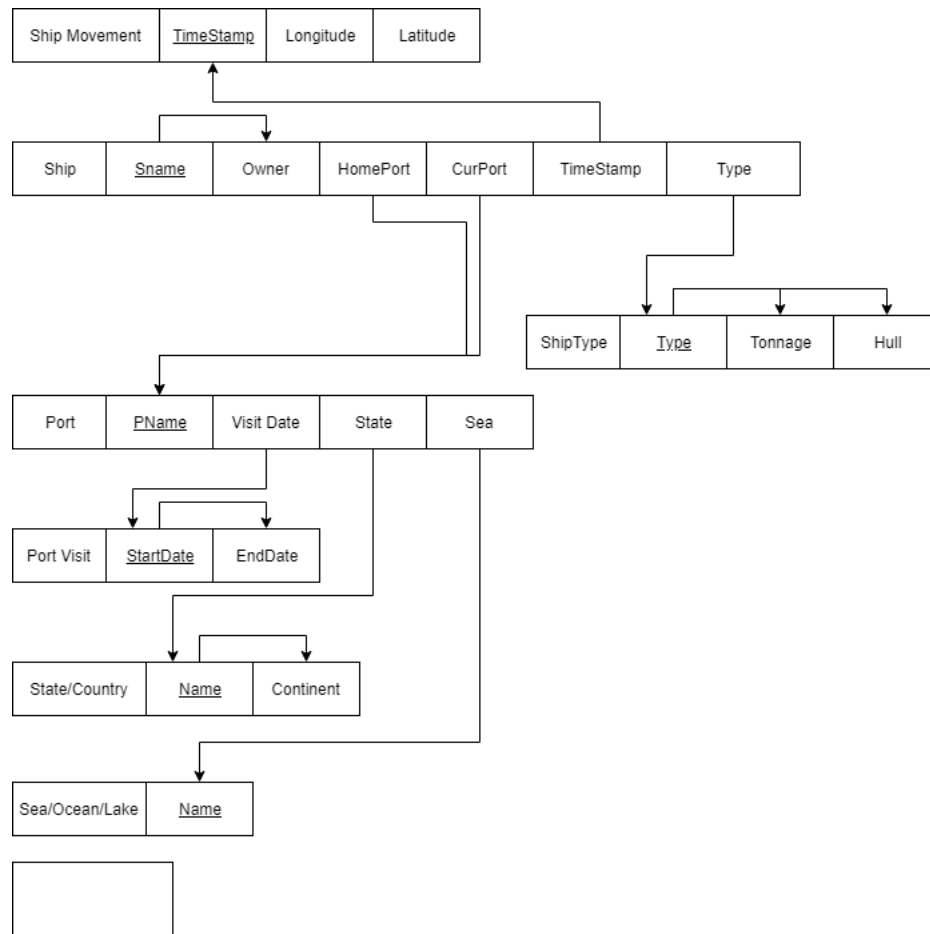 Ship Movement TimeStamp Longitude Latitude
Ship Sname Owner HomePort CurPort TimeStamp Type
ShipType Type Tonnage Hull
Port PName Visit Date State Sea
Port Visit StartDate EndDate
State/Country Name Continent
Sea/Ocean/Lake Name